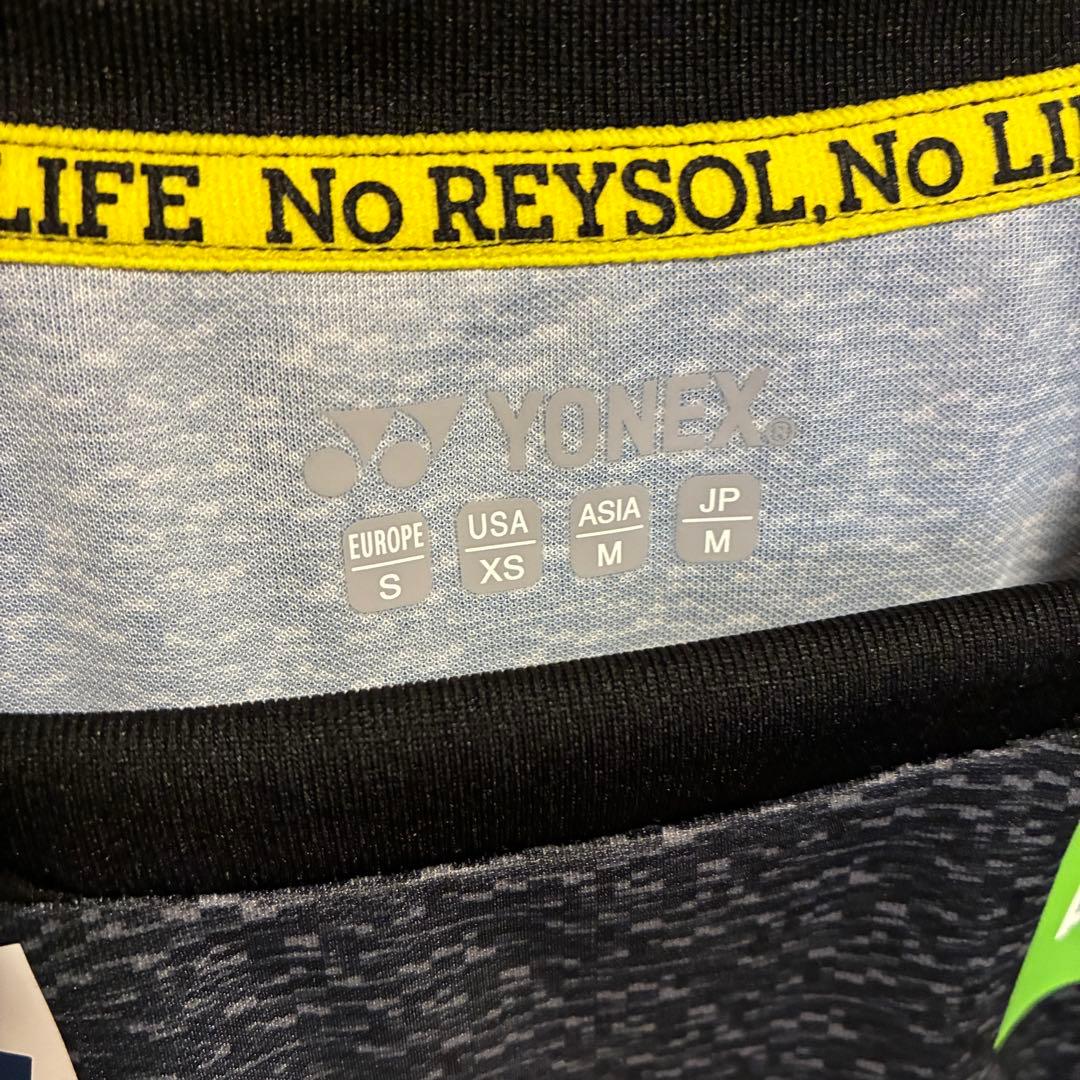 LIFE No REYSOL, No LI
YONEX®
EUROPE USA ASIA JP
S XS M M